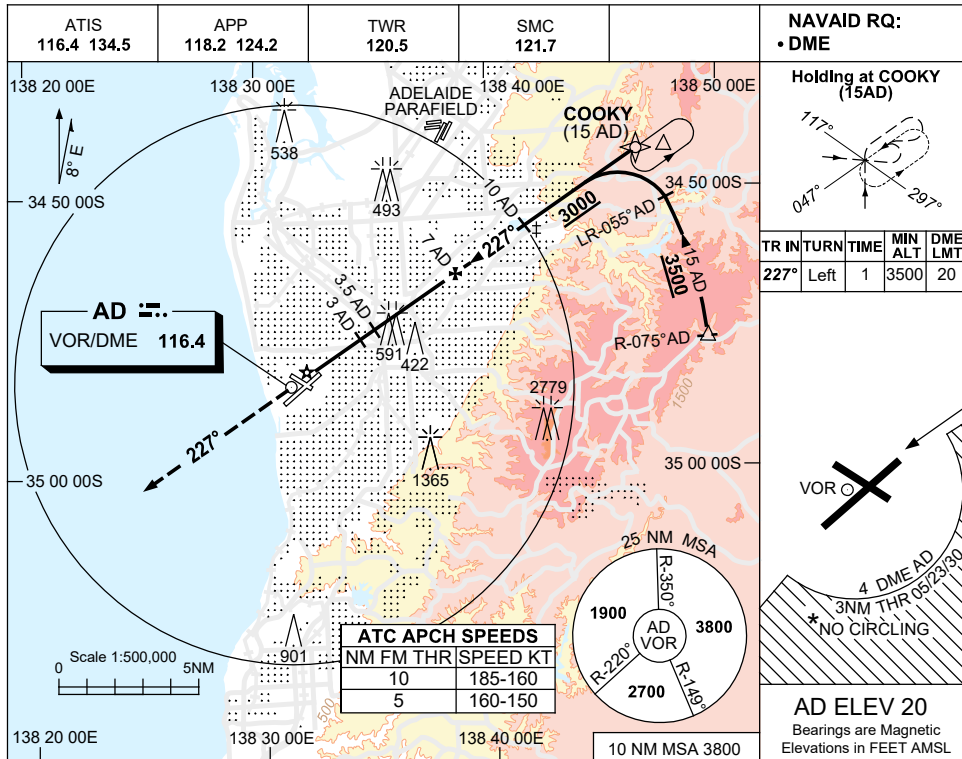 ATIS
116.4 134.5
APP
118.2 124.2
TWR
120.5
SMC
121.7
NAVAID RQ:
• DME
138 20 00E
138 30 00E
138 40 00E
138 50 00E
8° E
ADELAIDE
PARAFIELD
COOKY
(15 AD)
538
493
34 50 00S
34 50 00S
10 AD
3000
LR-055°AD
227°
7 AD
15 AD
3500
3.5 AD
3 AD
R-075°AD
AD
VOR/DME 116.4
591
422
2779
1500
227°
1365
35 00 00S
35 00 00S
25 NM MSA
R-350°
1900
3800
AD
VOR
R-220°
R-149°
2700
901
500
Scale 1:500,000
0
5NM
ATC APCH SPEEDS
NM FM THR SPEED KT
10 185-160
5 160-150
138 20 00E
138 30 00E
138 40 00E
10 NM MSA 3800
Holding at COOKY
(15AD)
117°
047°
297°
TR IN TURN TIME MIN ALT DME LMT
227° Left 1 3500 20
VOR
4 DME AD
3NM THR 05/23/30
*NO CIRCLING
AD ELEV 20
Bearings are Magnetic
Elevations in FEET AMSL